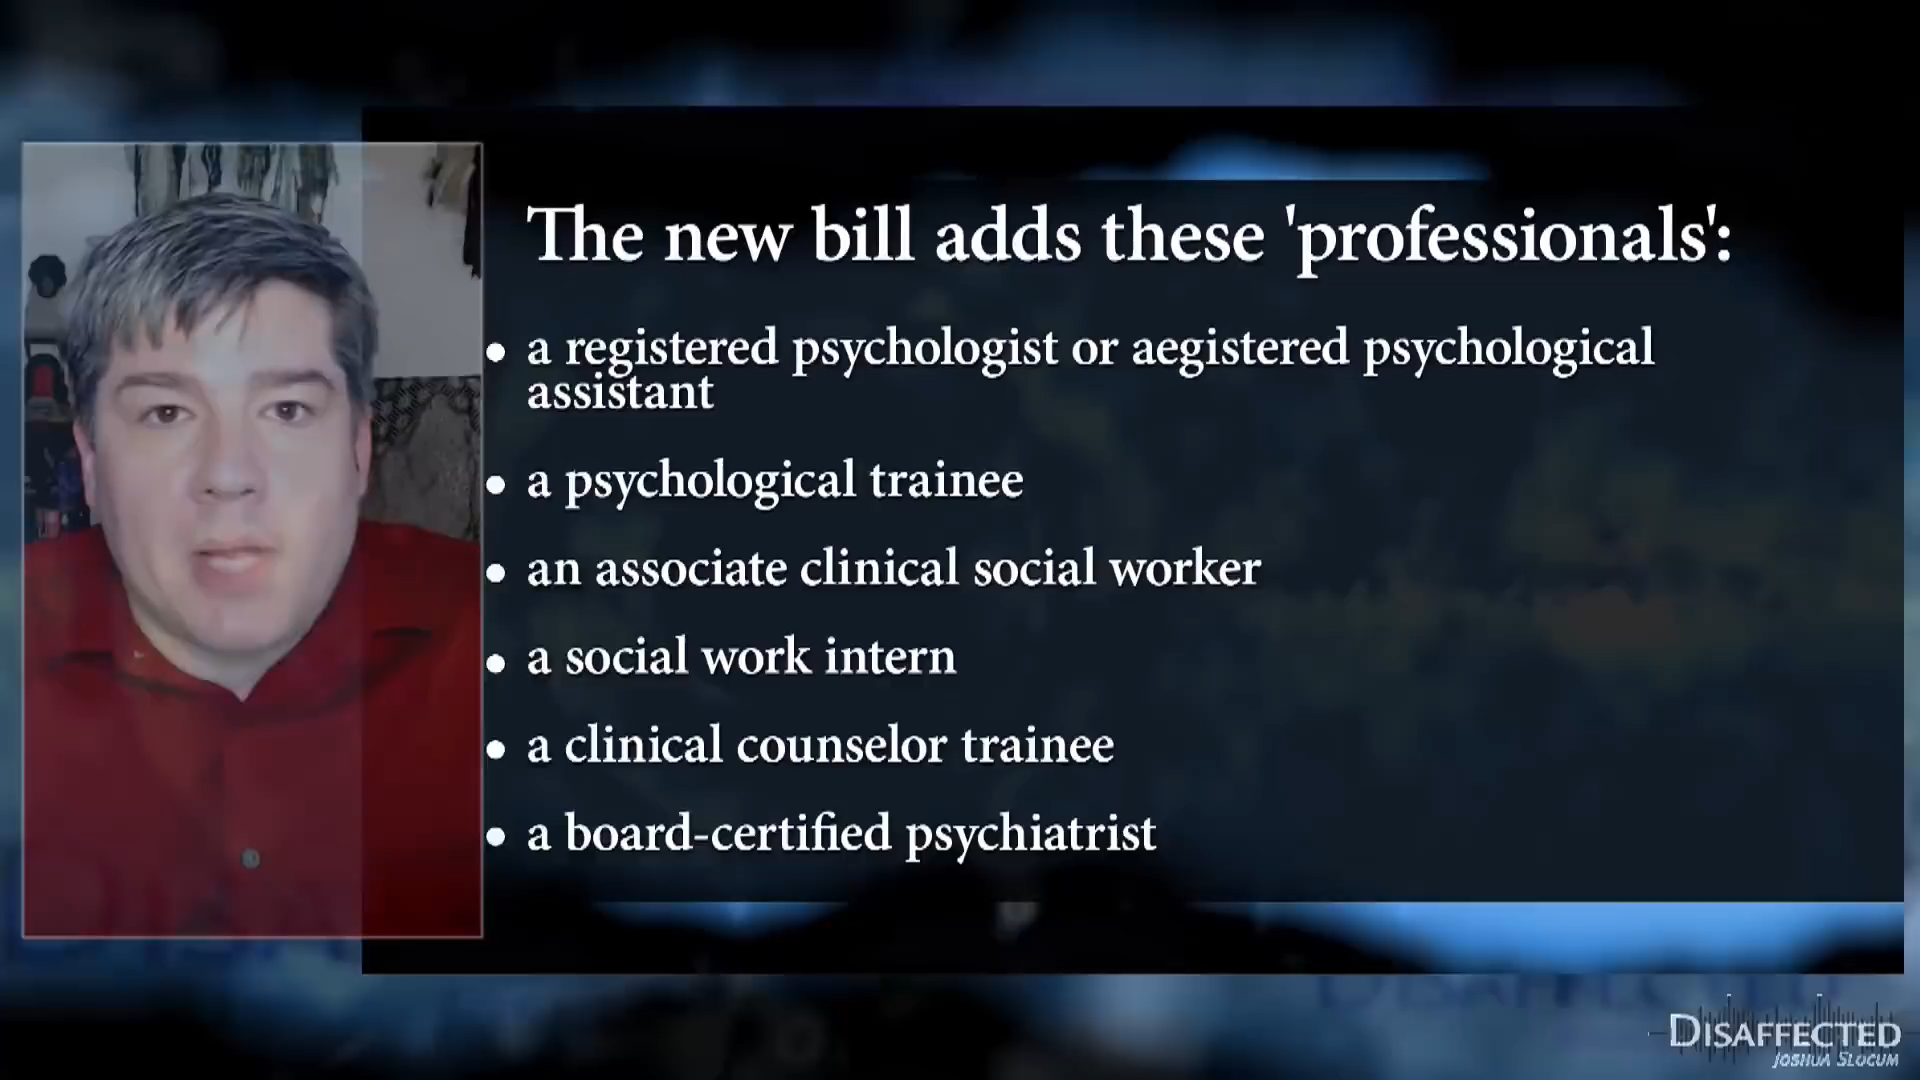 The new bill adds these 'professionals':
• a registered psychologist or aegistered psychological
assistant
• a psychological trainee
• an associate clinical social worker
• a social work intern
• a clinical counselor trainee
• a board-certified psychiatrist
DISAFFECTED
DISAFFECTED
JOSHUA SLOCUM